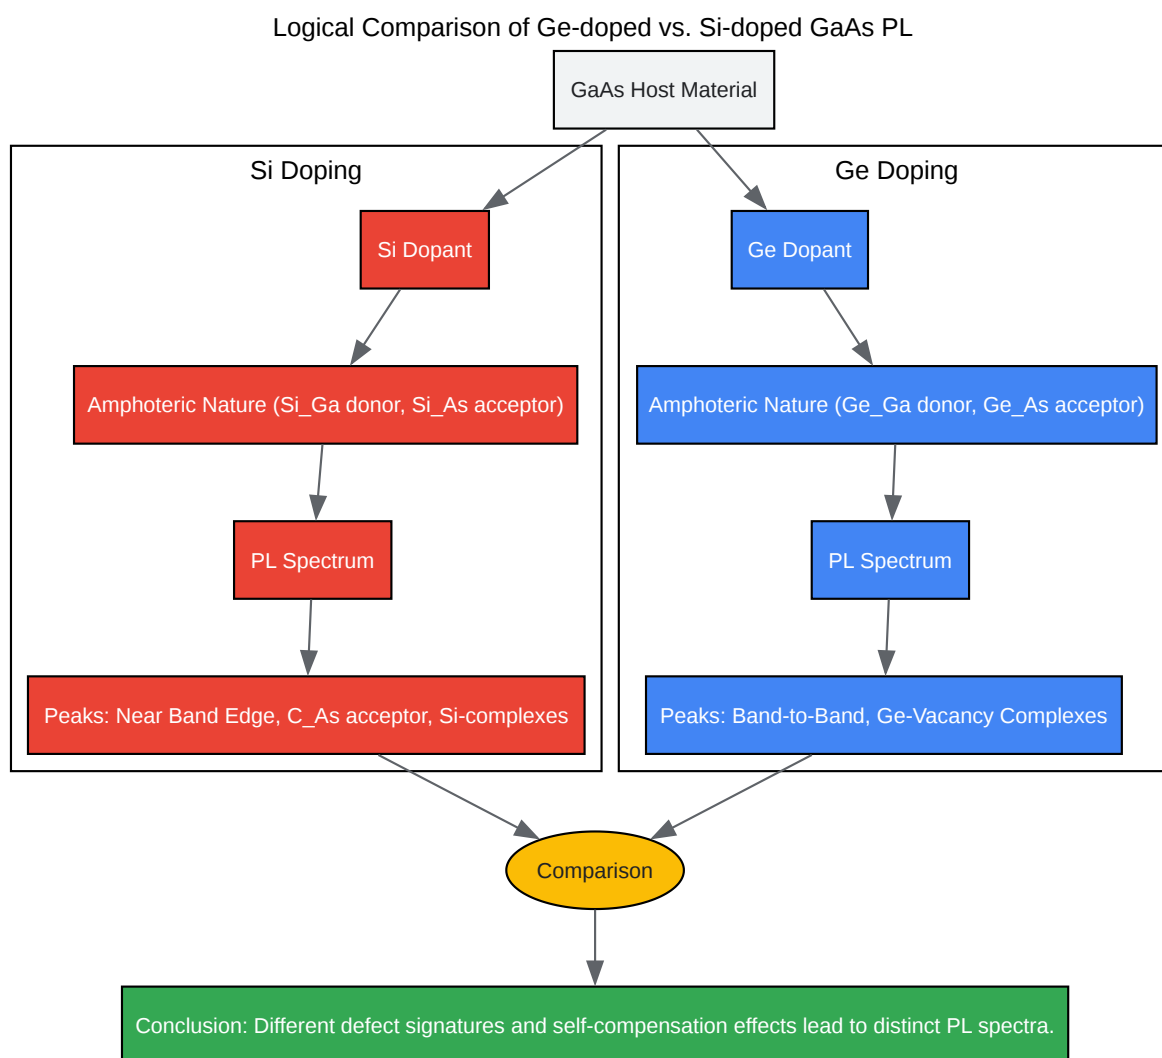 Logical Comparison of Ge-doped vs. Si-doped GaAs PL
GaAs Host Material
Si Doping
Si Dopant
Amphoteric Nature (Si_Ga donor, Si_As acceptor)
PL Spectrum
Peaks: Near Band Edge, C_As acceptor, Si-complexes
Ge Doping
Ge Dopant
Amphoteric Nature (Ge_Ga donor, Ge_As acceptor)
PL Spectrum
Peaks: Band-to-Band, Ge-Vacancy Complexes
Comparison
Conclusion: Different defect signatures and self-compensation effects lead to distinct PL spectra.